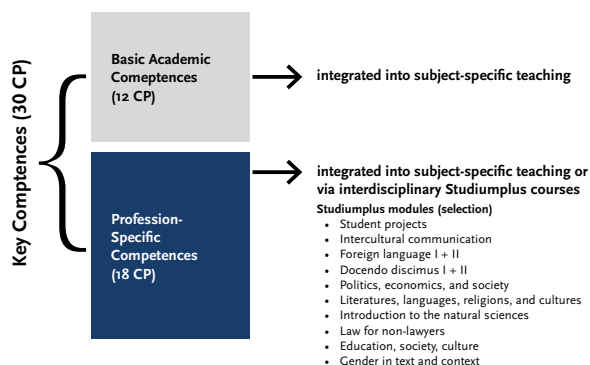 Key Comptences (30 CP)
Basic Academic
Comeptences
(12 CP)
integrated into subject-specific teaching
Profession-
Specific
Competences
(18 CP)
integrated into subject-specific teaching or
via interdisciplinary Studiumplus courses
Studiumplus modules (selection)
• Student projects
• Intercultural communication
• Foreign language I + II
• Docendo discimus I + II
• Politics, economics, and society
• Literatures, languages, religions, and cultures
• Introduction to the natural sciences
• Law for non-lawyers
• Education, society, culture
• Gender in text and context